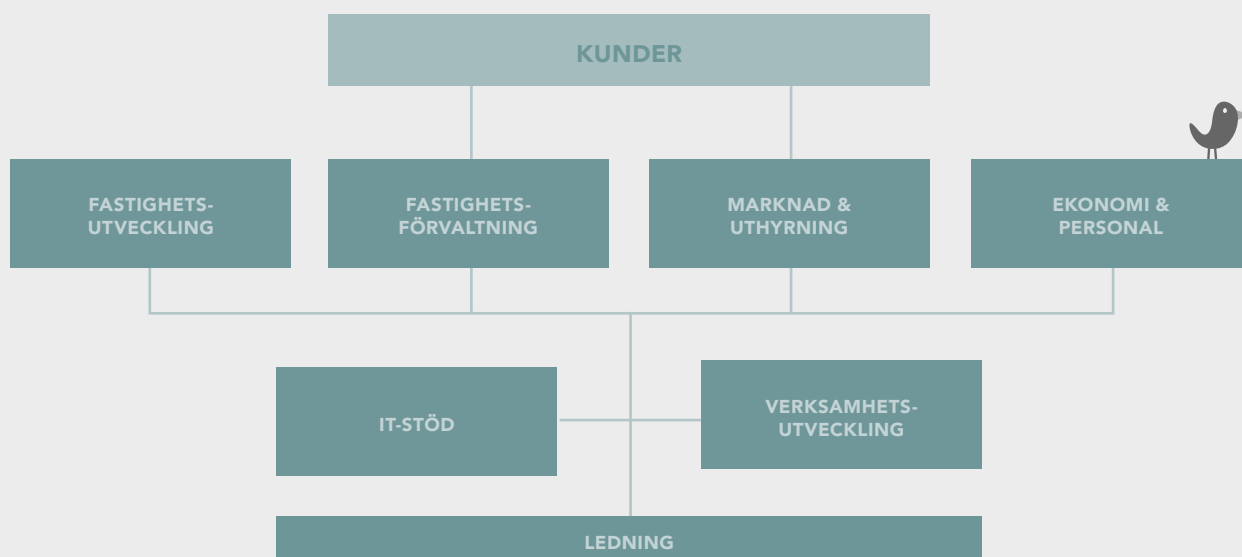 KUNDER
FASTIGHETS-
UTVECKLING
FASTIGHETS-
FÖRVALTNING
MARKNAD &
UTHYRNING
EKONOMI &
PERSONAL
IT-STÖD
VERKSAMHETS-
UTVECKLING
LEDNING